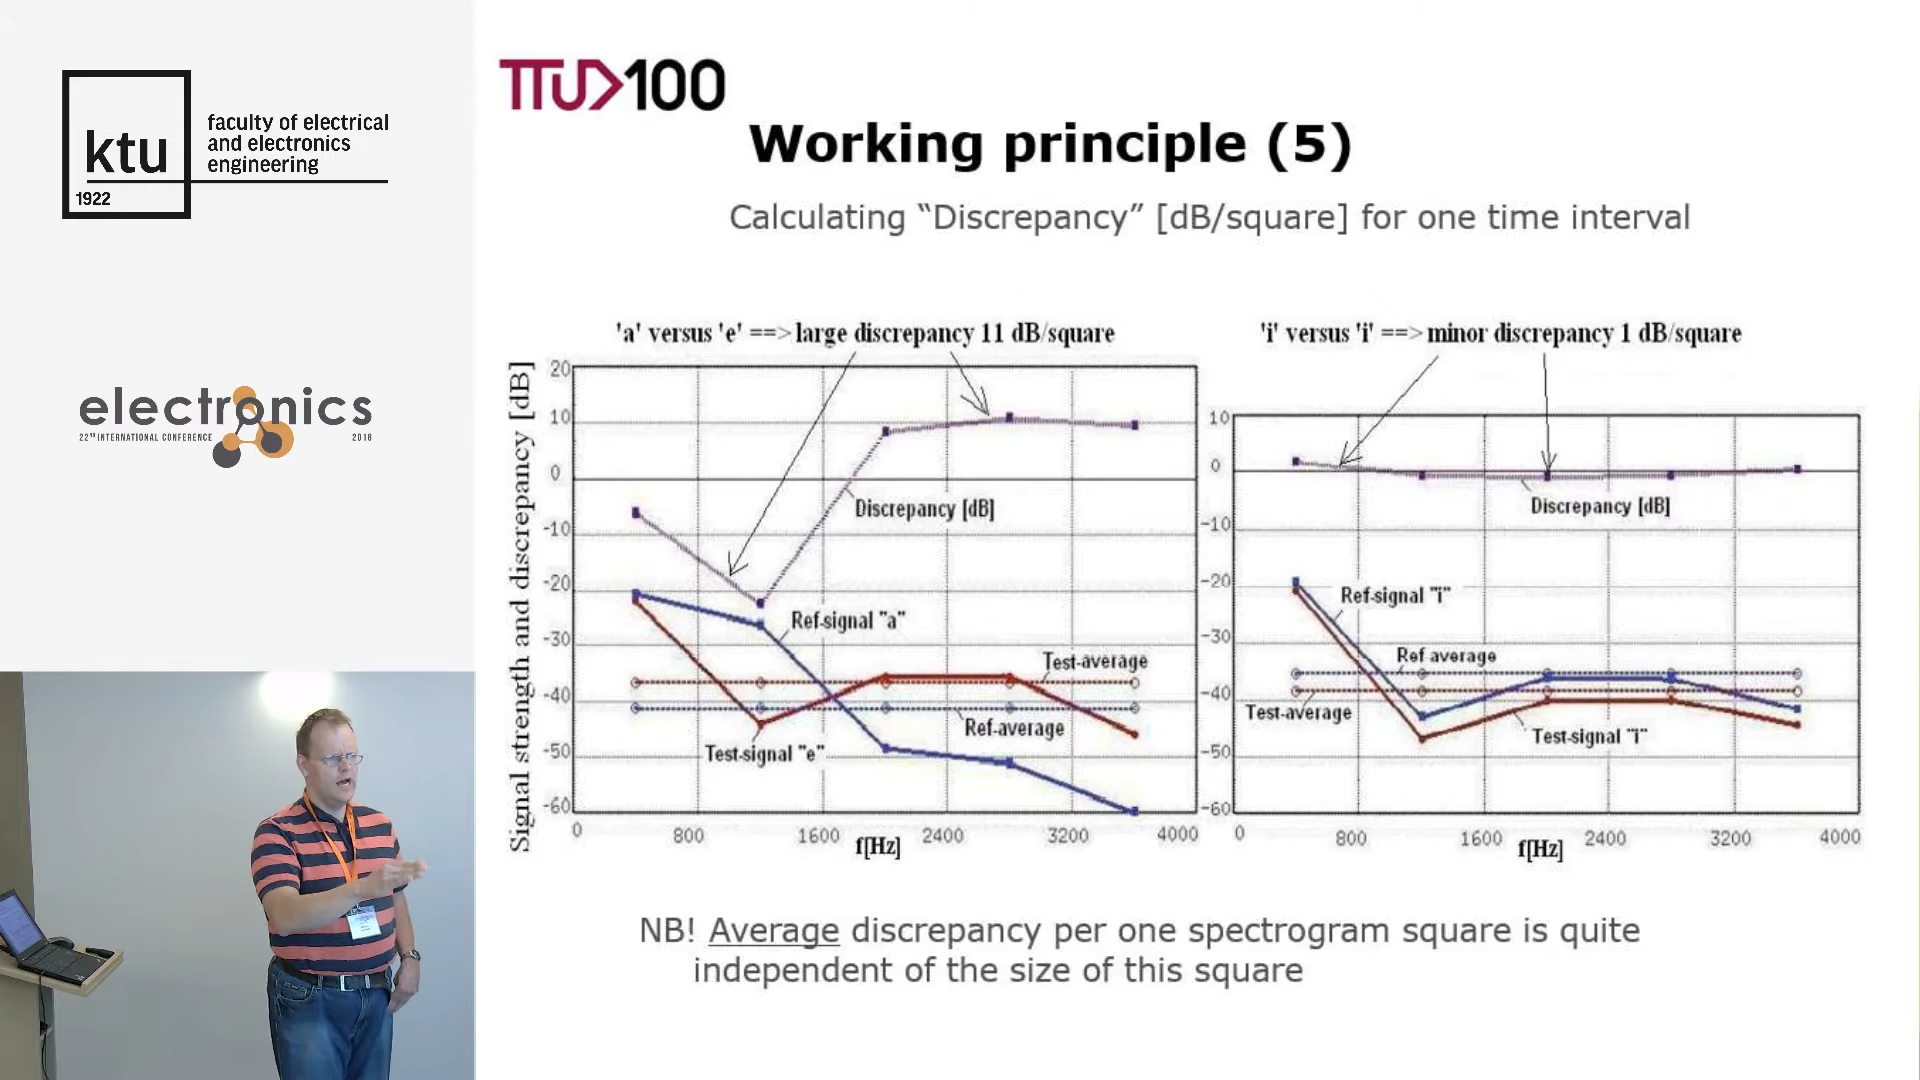 ktu
1922
faculty of electrical
and electronics
engineering
electronics
22ND INTERNATIONAL CONFERENCE 2018
TTU>100
Working principle (5)
Calculating “Discrepancy” [dB/square] for one time interval
'a' versus 'e' ==> large discrepancy 11 dB/square
Signal strength and discrepancy [dB]
20
10
0
-10
-20
-30
-40
-50
-60
Discrepancy [dB]
Ref-signal "a"
Test-average
Ref-average
Test-signal "e"
0 800 1600 2400 3200 4000
f[Hz]
'i' versus 'i' ==> minor discrepancy 1 dB/square
10
0
-10
-20
-30
-40
-50
-60
Discrepancy [dB]
Ref-signal "i"
Ref average
Test-average
Test-signal "i"
0 800 1600 2400 3200 4000
f[Hz]
NB! Average discrepancy per one spectrogram square is quite
independent of the size of this square